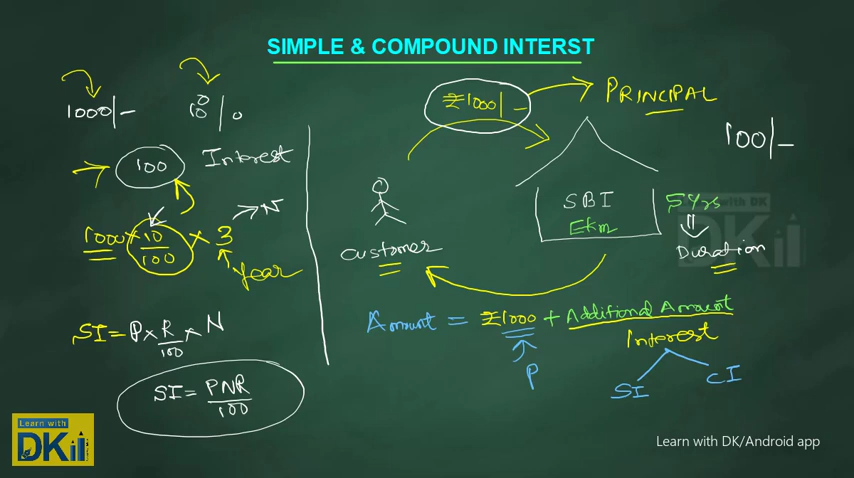 SIMPLE & COMPOUND INTERST
1000/-
10%
100 Interest
1000 × 10/100 × 3 → N
Year
SI = P × R/100 × N
SI = PNR/100
₹1000/-
PRINCIPAL
100/-
SBI
Ekm
5 Yrs
Duration
Customer
Amount = ₹1000 + Additional Amount
Interest
P
SI
CI
Learn with
DKii
Learn with DK/Android app